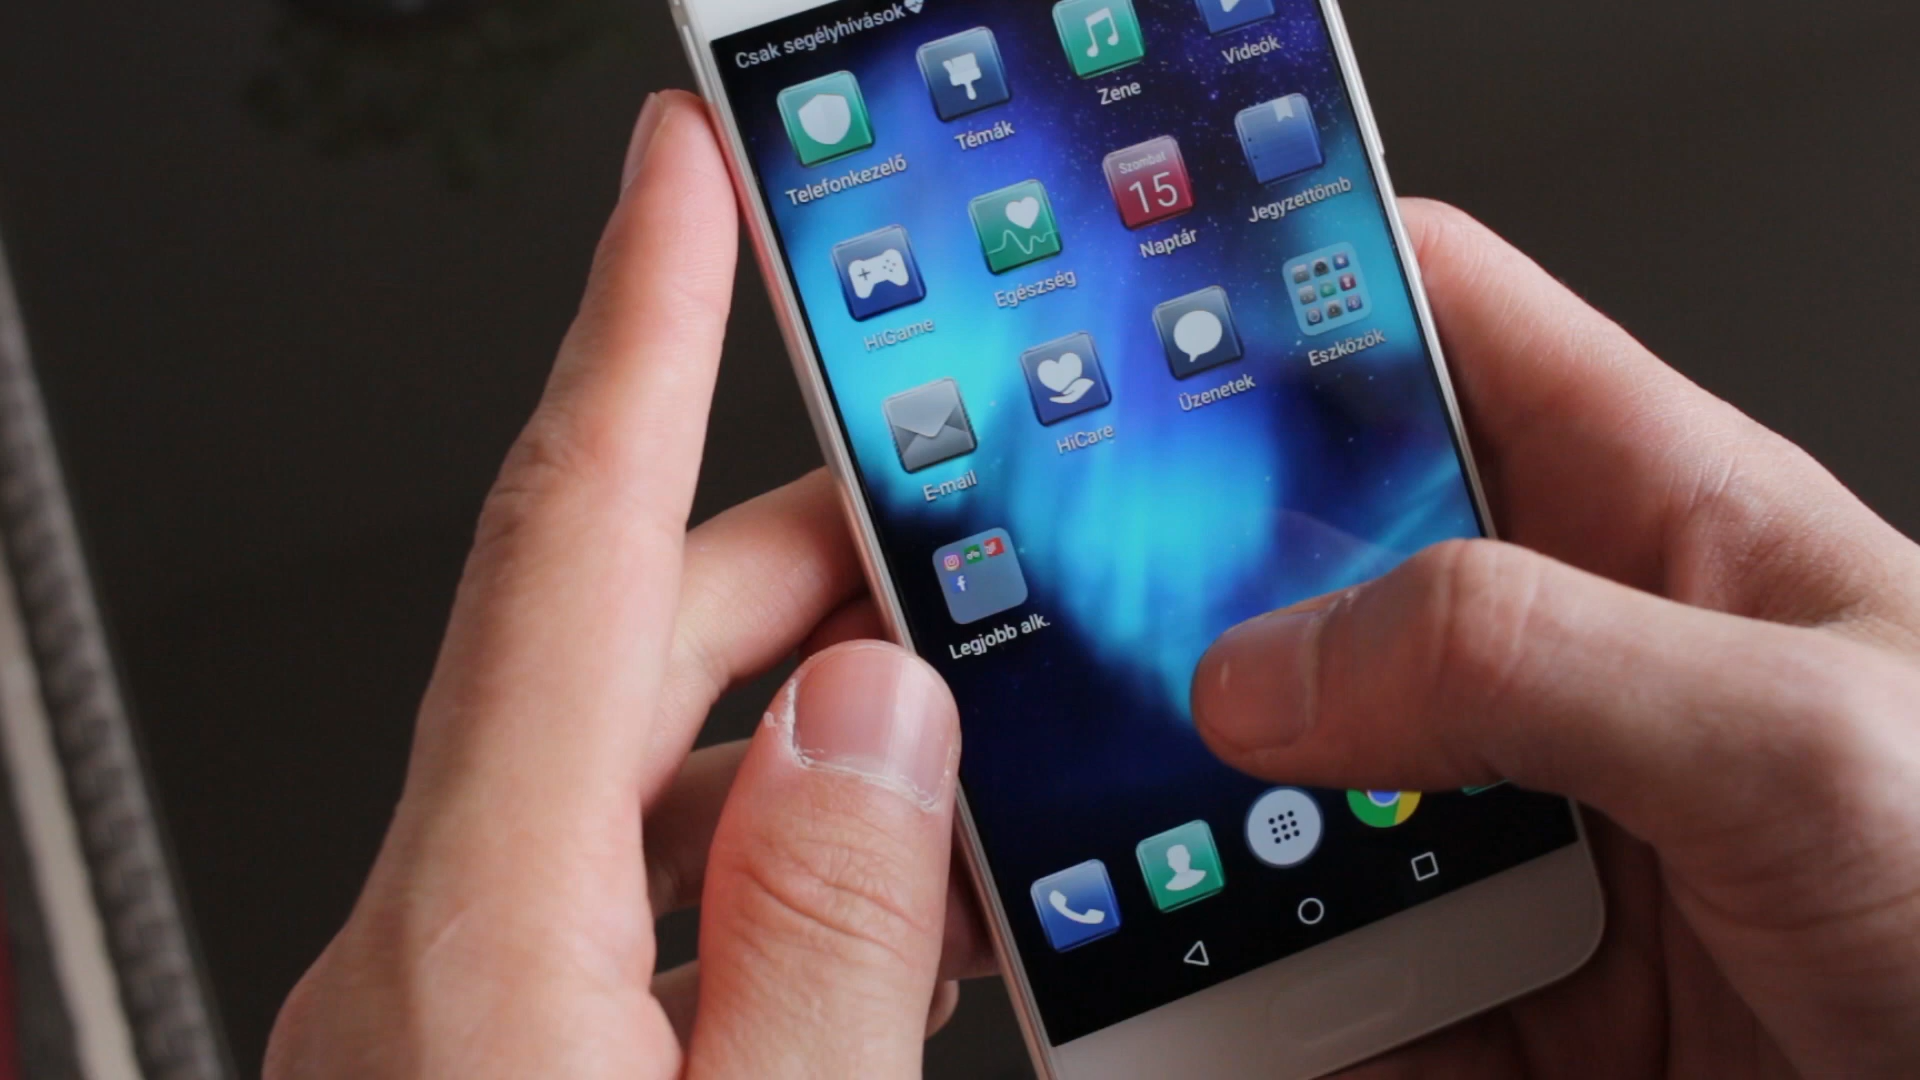 Csak segélyhívások
Telefonkezelő
Témák
Zene
Videók
HiGame
Egészség
Szombat
15
Naptár
Jegyzettömb
E-mail
HiCare
Üzenetek
Eszközök
Legjobb alk.